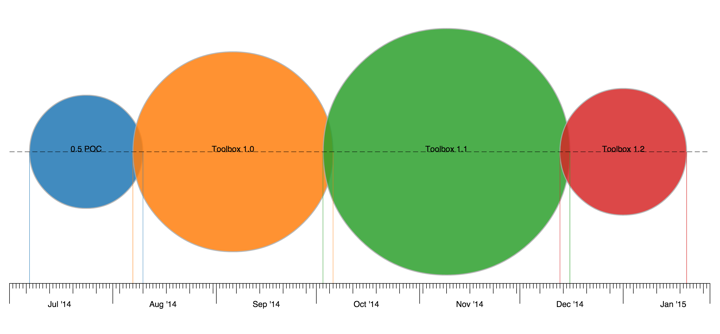 0.5 POC
Toolbox 1.0
Toolbox 1.1
Toolbox 1.2
Jul '14
Aug '14
Sep '14
Oct '14
Nov '14
Dec '14
Jan '15